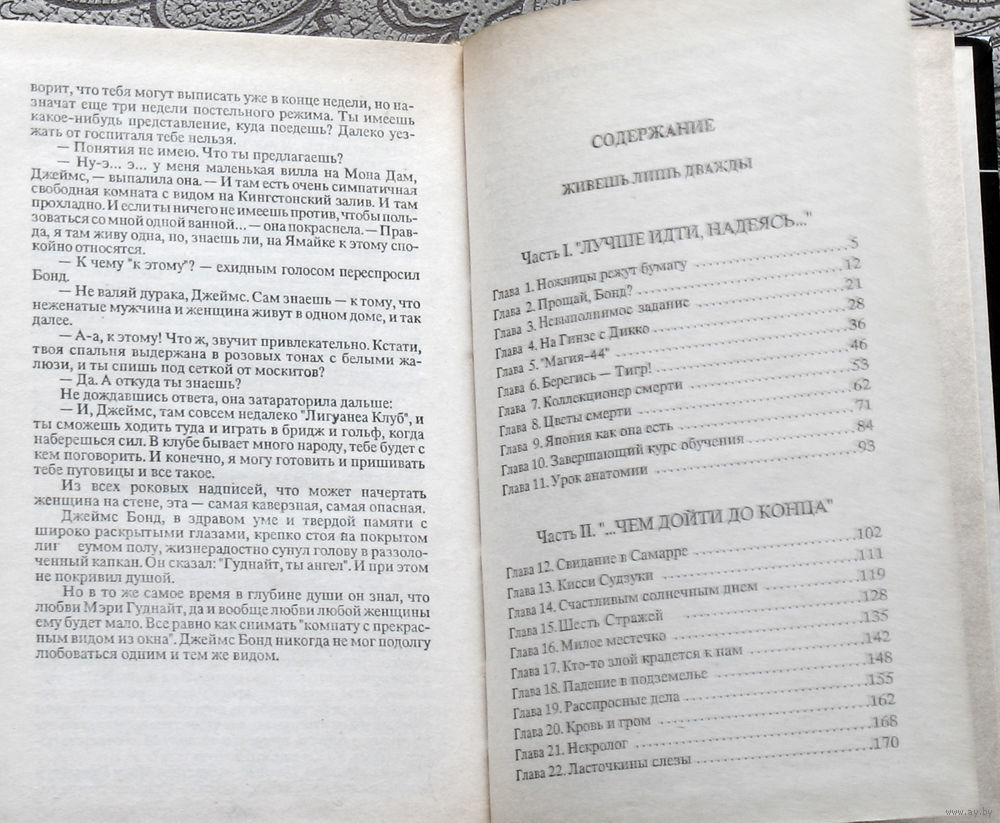 ворит, что тебя могут выписать уже в конце недели, но на-
значат еще три недели постельного режима. Ты имеешь
какое-нибудь представление, куда поедешь? Далеко уез-
жать от госпиталя тебе нельзя.
— Понятия не имею. Что ты предлагаешь?
— Ну-э... э... у меня маленькая вилла на Мона Дам,
Джеймс, — выпалила она. — И там есть очень симпатичная
свободная комната с видом на Кингстонский залив. И там
прохладно. И если ты ничего не имеешь против, чтобы поль-
зоваться со мной одной ванной... — она покраснела. — Прав-
да, я там живу одна, но, знаешь ли, на Ямайке к этому спо-
койно относятся.
— К чему "к этому"? — ехидным голосом переспросил
Бонд.
— Не валяй дурака, Джеймс. Сам знаешь — к тому, что
неженатые мужчина и женщина живут в одном доме, и так
далее.
— А-а, к этому! Что ж, звучит привлекательно. Кстати,
твоя спальня выдержана в розовых тонах с белыми жа-
люзи, и ты спишь под сеткой от москитов?
— Да. А откуда ты знаешь?
Не дождавшись ответа, она затараторила дальше:
— И, Джеймс, там совсем недалеко "Лигуанеа Клуб", и
ты сможешь ходить туда и играть в бридж и гольф, когда
наберешься сил. В клубе бывает много народу, тебе будет с
кем поговорить. И конечно, я могу готовить и пришивать
тебе пуговицы и все такое.
Из всех роковых надписей, что может начертать
женщина на стене, эта — самая каверзная, самая опасная.
Джеймс Бонд, в здравом уме и твердой памяти с
широко раскрытыми глазами, крепко стоя на покрытом
лиг еумом полу, жизнерадостно сунул голову в раззоло-
ченный капкан. Он сказал: "Гуднайт, ты ангел". И при этом
не покривил душой.
Но в то же самое время в глубине души он знал, что
любви Мэри Гуднайт, да и вообще любви любой женщины
ему будет мало. Все равно как снимать "комнату с прекрас-
ным видом из окна". Джеймс Бонд никогда не мог подолгу
любоваться одним и тем же видом.
СОДЕРЖАНИЕ
ЖИВЕШЬ ЛИШЬ ДВАЖДЫ
Часть I. "ЛУЧШЕ ИДТИ, НАДЕЯСЬ..."
Глава 1. Ножницы режут бумагу 5
Глава 2. Прощай, Бонд? 12
Глава 3. Невыполнимое задание 21
Глава 4. На Гинзе с Дикко 28
Глава 5. "Магия-44" 36
Глава 6. Берегись — Тигр! 46
Глава 7. Коллекционер смерти 53
Глава 8. Цветы смерти 62
Глава 9. Япония как она есть 71
Глава 10. Завершающий курс обучения 84
Глава 11. Урок анатомии 93
Часть II. "...ЧЕМ ДОЙТИ ДО КОНЦА"
Глава 12. Свидание в Самарре 102
Глава 13. Кисси Судзуки 111
Глава 14. Счастливым солнечным днем 119
Глава 15. Шесть Стражей 128
Глава 16. Милое местечко 135
Глава 17. Кто-то злой крадется к нам 142
Глава 18. Падение в подземелье 148
Глава 19. Расспросные дела 155
Глава 20. Кровь и гром 162
Глава 21. Некролог 168
Глава 22. Ласточкины слезы 170
www.ay.by